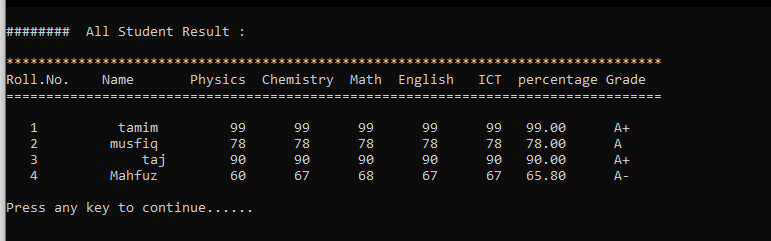 ########  All Student Result :
**********************************************************************************
Roll.No.    Name       Physics  Chemistry  Math  English   ICT  percentage Grade
==================================================================================
1          tamim         99      99      99      99       99   99.00      A+
2         musfiq         78      78      78      78       78   78.00      A
3             taj        90      90      90      90       90   90.00      A+
4         Mahfuz         60      67      68      67       67   65.80      A-
Press any key to continue......